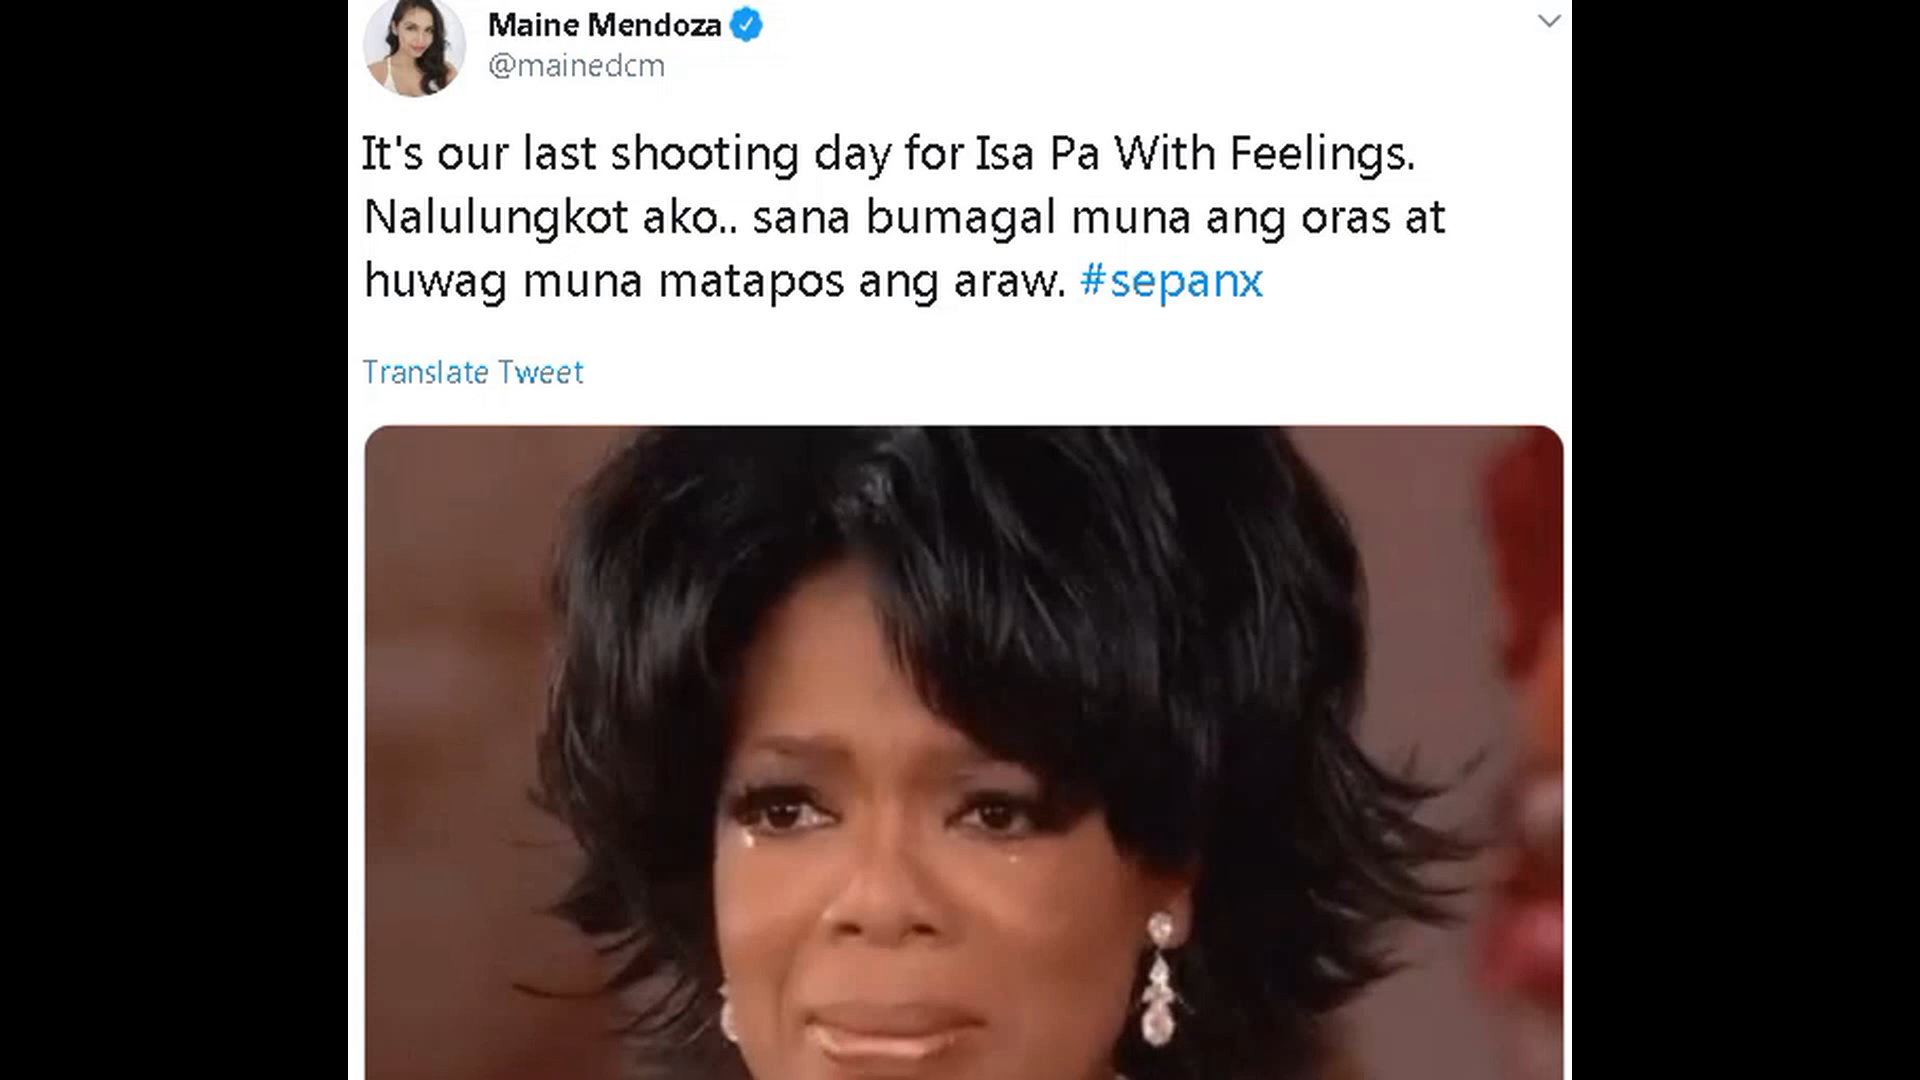 Maine Mendoza
@mainedcm
It's our last shooting day for Isa Pa With Feelings.
Nalulungkot ako.. sana bumagal muna ang oras at
huwag muna matapos ang araw. #sepanx
Translate Tweet